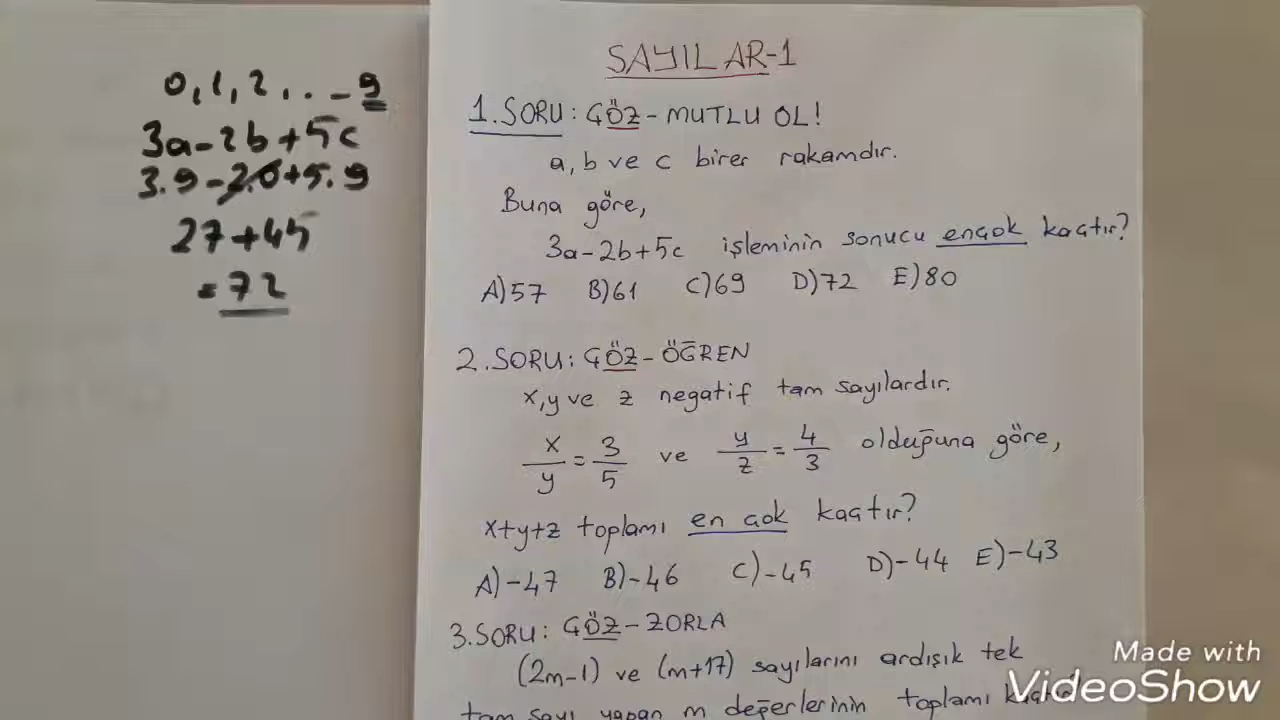 0, 1, 2, . . - 9
3a-2b+5c
3.9-2.0+5.9
27+45
=72
SAYILAR-1
1.SORU: ÇÖZ-MUTLU OL!
a, b ve c birer rakamdır.
Buna göre,
3a-2b+5c işleminin sonucu en çok kaçtır?
A)57 B)61 C)69 D)72 E)80
2.SORU: ÇÖZ-ÖĞREN
x,y ve z negatif tam sayılardır.
x/y = 3/5 ve y/z = 4/3 olduğuna göre,
x+y+z toplamı en çok kaçtır?
A)-47 B)-46 C)-45 D)-44 E)-43
3.SORU: ÇÖZ-ZORLA
(2m-1) ve (m+17) sayılarını ardışık tek
tam sayı yapan m değerlerinin toplamı
Made with
VideoShow